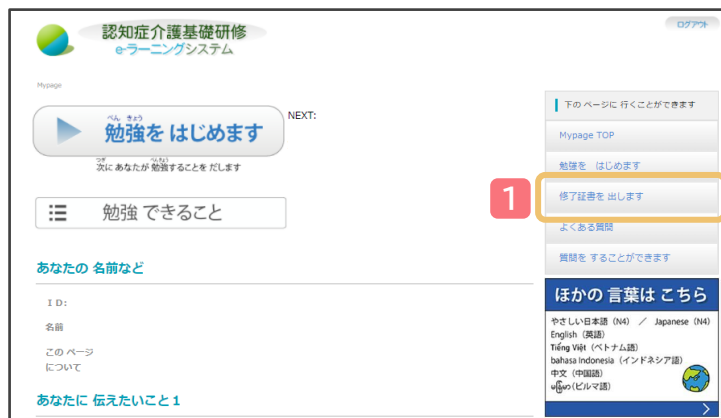 認知症介護基礎研修
e-ラーニングシステム
ログアウト
Mypage
べん きょう
勉強を はじめます
NEXT:
つぎ べんきょう
次に あなたが 勉強することを だします
勉強 できること
あなたの 名前など
ID:
名前
この ページ
について
あなたに 伝えたいこと1
下の ページに 行くことができます
Mypage TOP
勉強を はじめます
1
修了証書を 出します
よくある質問
質問を することができます
ほかの 言葉は こちら
やさしい日本語(N4) / Japanese(N4)
English(英語)
Tiếng Việt(ベトナム語)
bahasa Indonesia(インドネシア語)
中文(中国語)
မြန်မာ(ビルマ語)